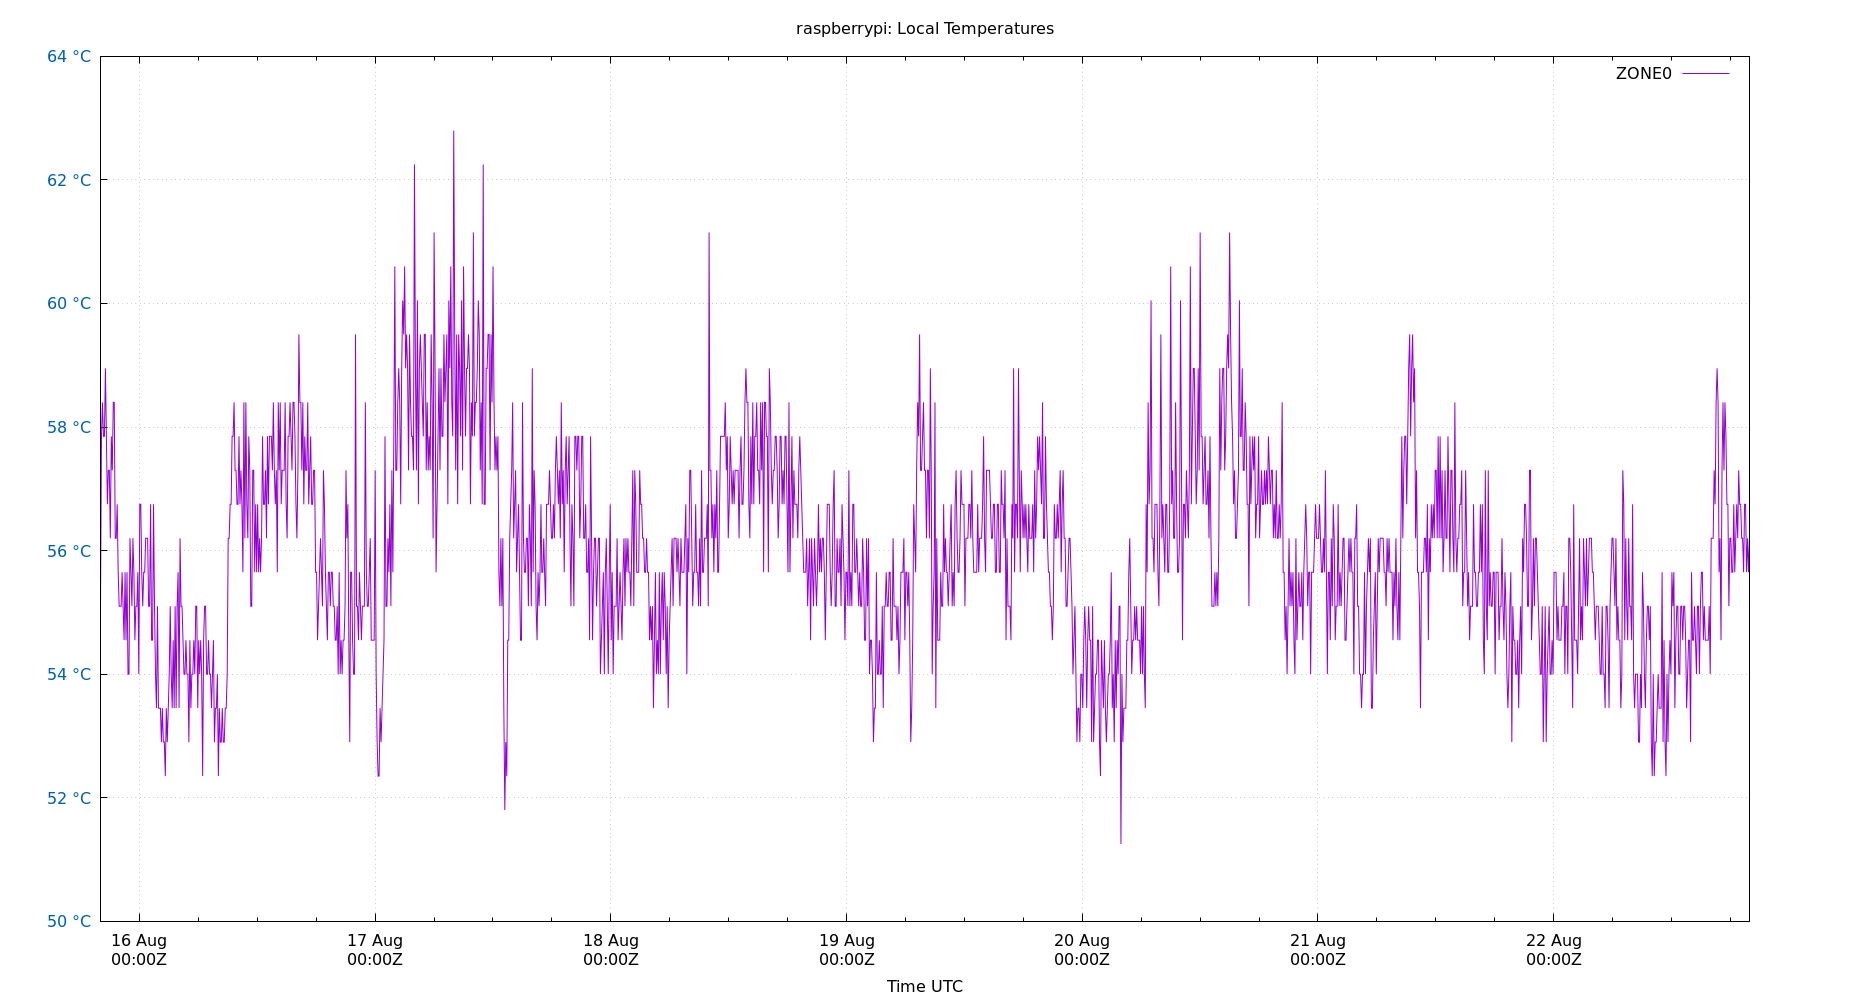 raspberrypi: Local Temperatures
64 °C
ZONE0
62 °C
60 °C
58 °C
56 °C
54 °C
52 °C
50 °C
16 Aug 17 Aug 18 Aug 19 Aug 20 Aug 21 Aug 22 Aug
00:00Z 00:00Z 00:00Z 00:00Z 00:00Z 00:00Z 00:00Z
Time UTC